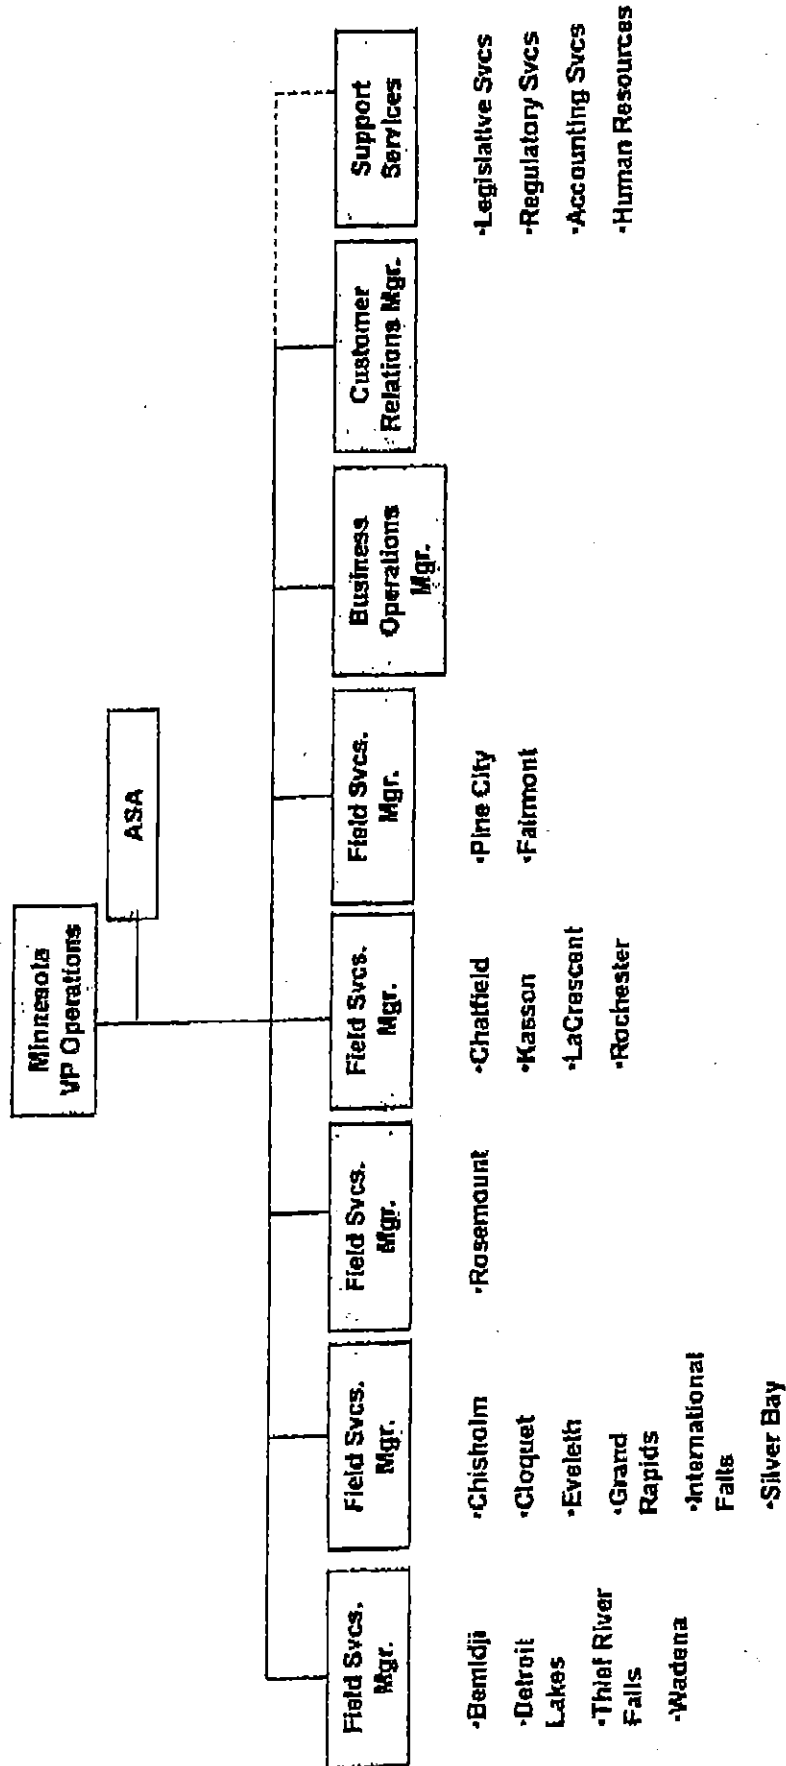 Minnesota
VP Operations
ASA
Field Svcs.
Mgr.
Field Svcs.
Mgr.
Field Svcs.
Mgr.
Field Svcs.
Mgr.
Field Svcs.
Mgr.
Business
Operations
Mgr.
Customer
Relations Mgr.
Support
Services
•Bemidji
•Detroit
Lakes
•Thief River
Falls
•Wadena
•Chisholm
•Cloquet
•Eveleth
•Grand
Rapids
•International
Falls
•Silver Bay
•Rosemount
•Chatfield
•Kasson
•LaCrescent
•Rochester
•Pine City
•Fairmont
•Legislative Svcs
•Regulatory Svcs
•Accounting Svcs
•Human Resources